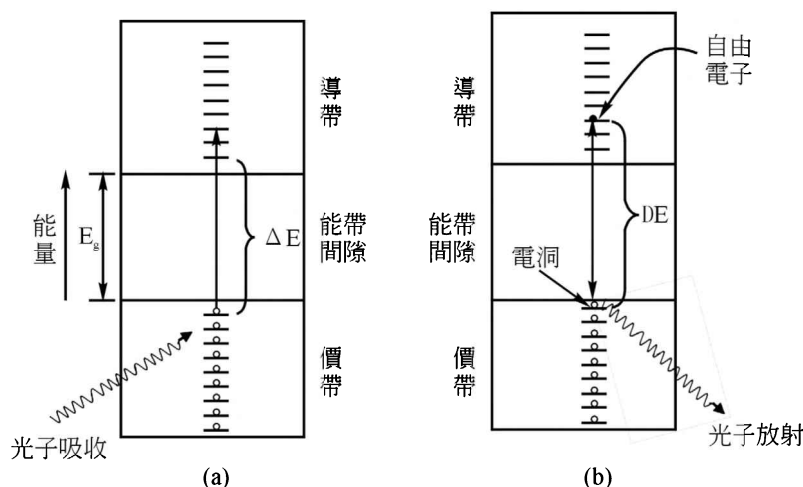 導
帶
能帶
間隙
價
帶
能
量
E_g
ΔE
光子吸收
(a)
自由
電子
導
帶
能帶
間隙
DE
電洞
價
帶
光子放射
(b)